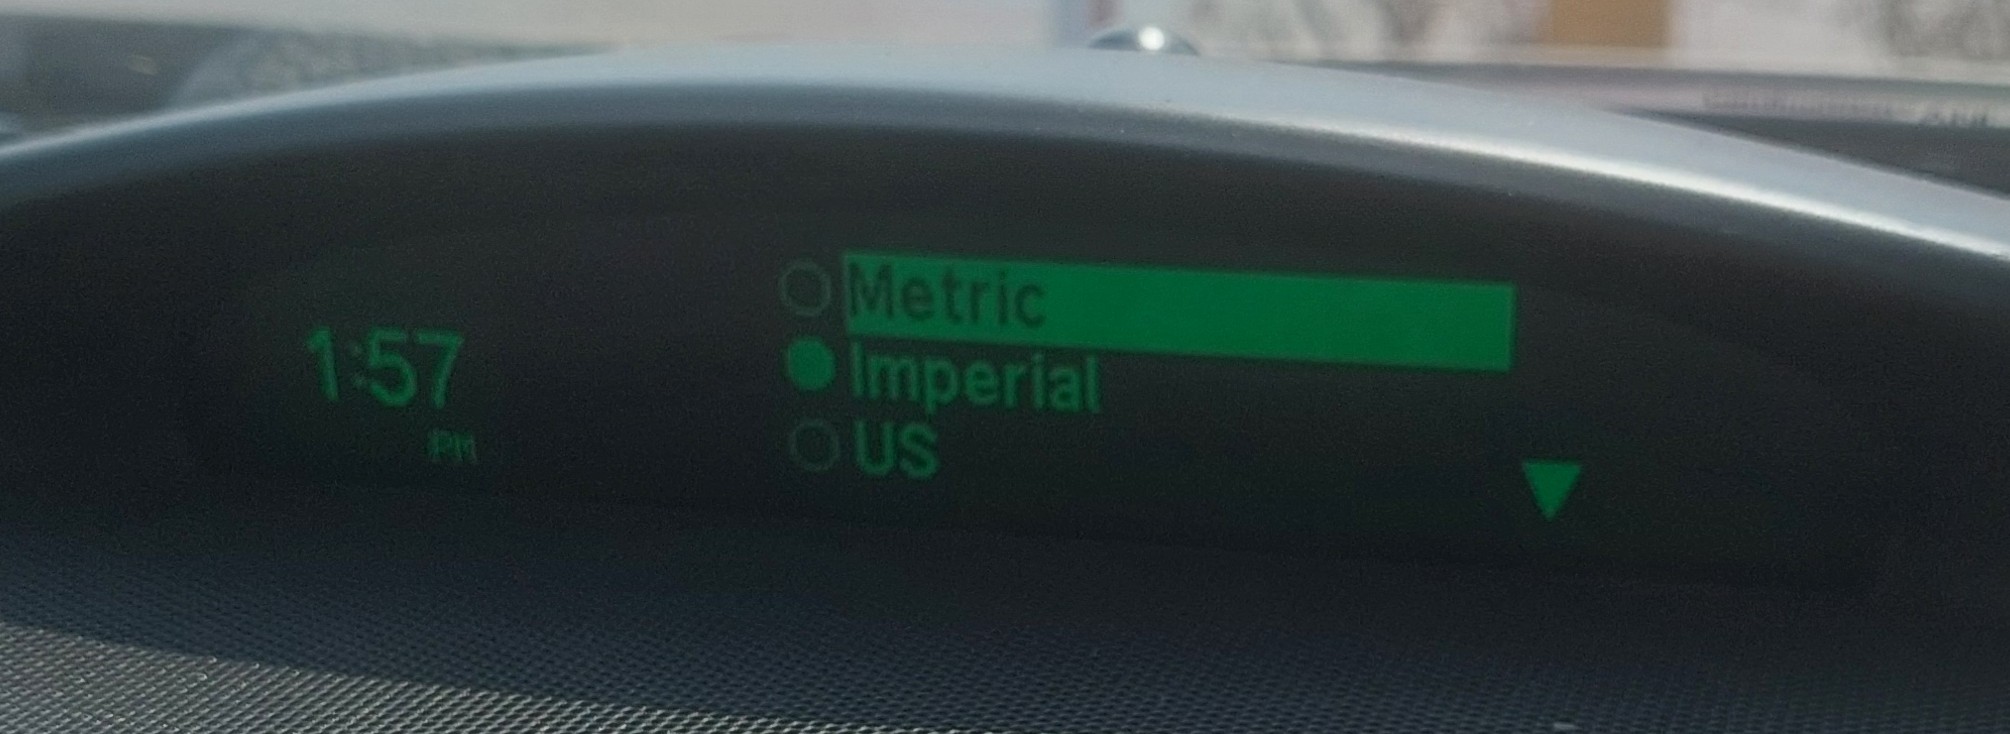 1:57
PM
Metric
Imperial
US